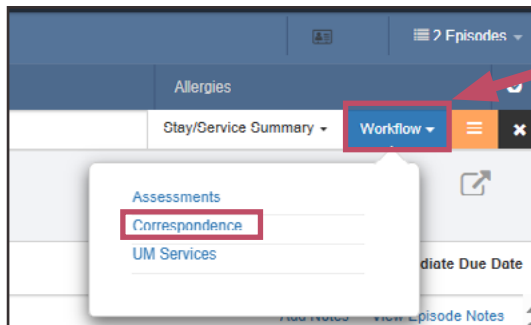 2 Episodes
Allergies
Stay/Service Summary
Workflow
Assessments
Correspondence
UM Services
diate Due Date
Add Notes View Episode Notes